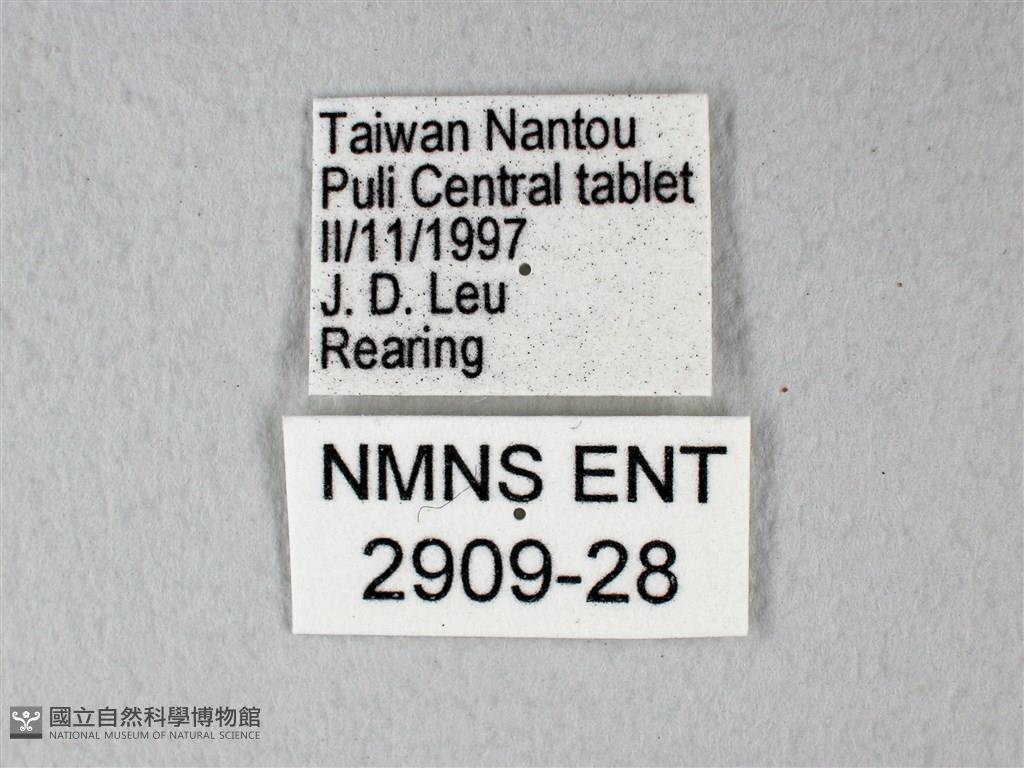 Taiwan Nantou
Puli Central tablet
II/11/1997
J. D. Leu
Rearing
NMNS ENT
2909-28
國立自然科學博物館
NATIONAL MUSEUM OF NATURAL SCIENCE